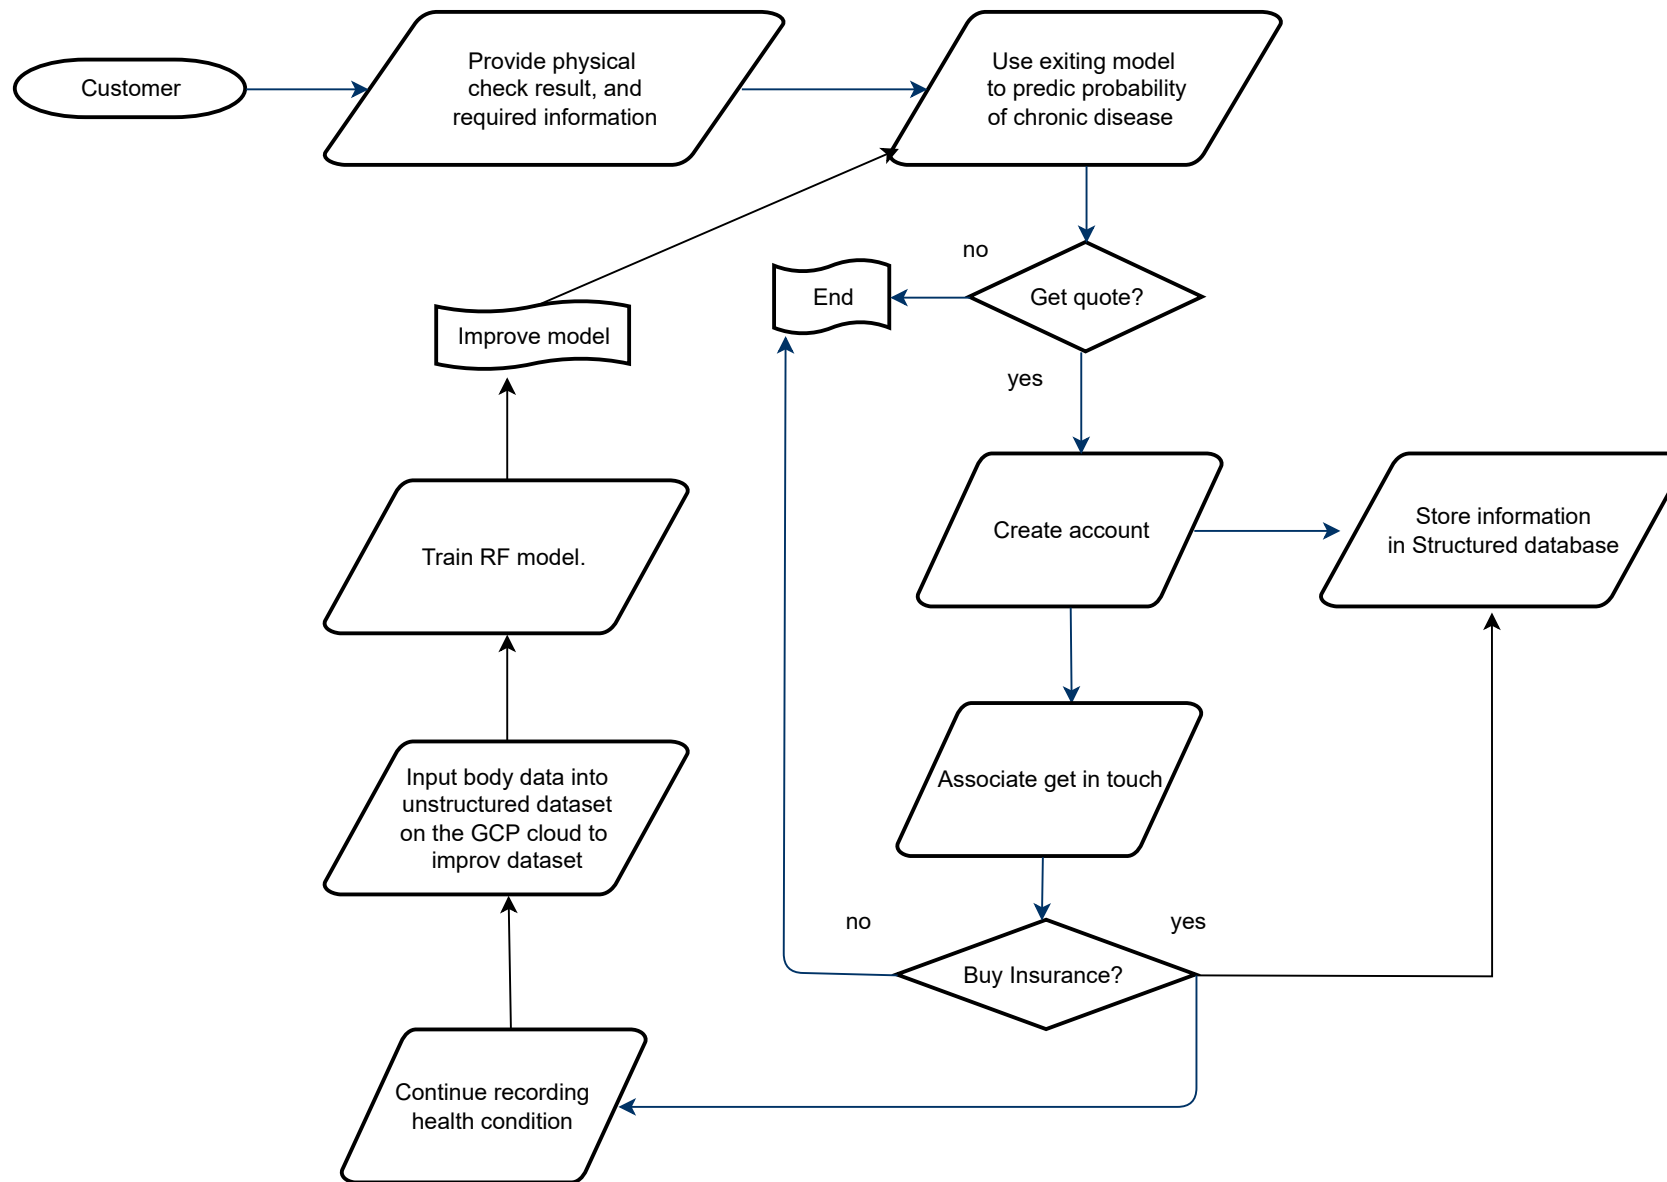 Customer
Provide physical
check result, and
required information
Use exiting model
to predic probability
of chronic disease
no
Get quote?
End
Improve model
yes
Create account
Store information
in Structured database
Train RF model.
Associate get in touch
Input body data into
unstructured dataset
on the GCP cloud to
improv dataset
no
yes
Buy Insurance?
Continue recording
health condition